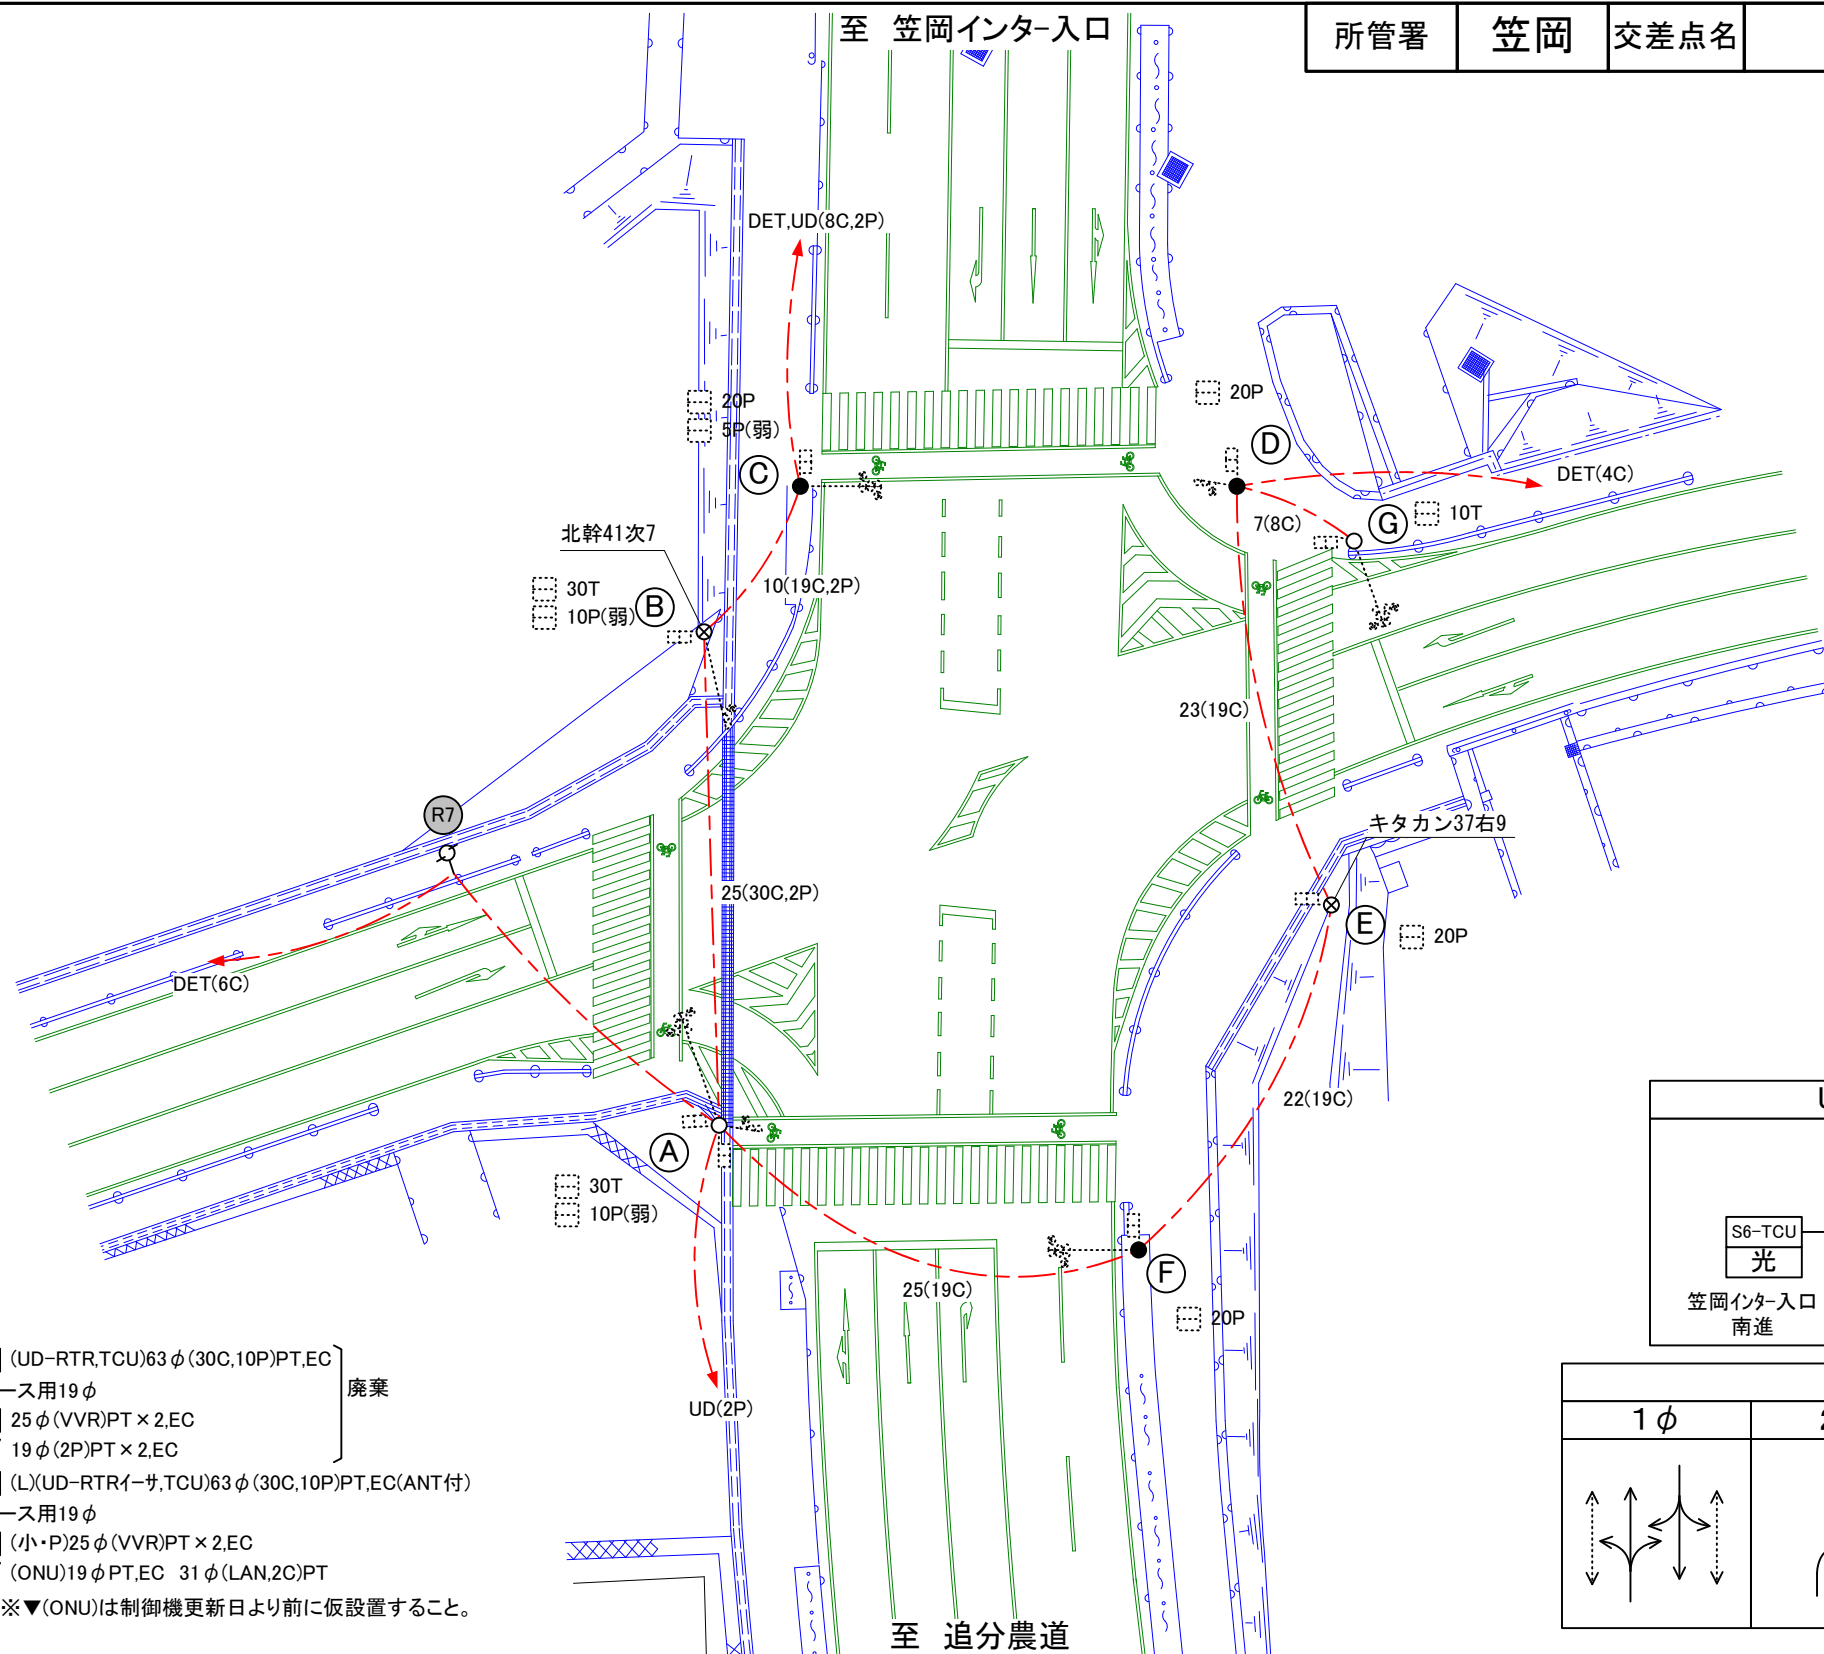 至 笠岡インター入口
所管署 笠岡 交差点名
DET,UD(8C,2P)
20P
5P(弱)
C
20P
D
DET(4C)
7(8C)
G
10T
北幹41次7
30T
10P(弱)
B
10(19C,2P)
23(19C)
R7
キタカン37右9
25(30C,2P)
E
20P
DET(6C)
22(19C)
A
30T
10P(弱)
F
25(19C)
20P
UD(2P)
S6-TCU
光
笠岡インター入口
南進
(UD-RTR,TCU)63φ(30C,10P)PT,EC
ース用19φ
25φ(VVR)PT×2,EC
19φ(2P)PT×2,EC
廃棄
(L)(UD-RTRイーサ,TCU)63φ(30C,10P)PT,EC(ANT付)
ース用19φ
(小・P)25φ(VVR)PT×2,EC
(ONU)19φPT,EC 31φ(LAN,2C)PT
※▼(ONU)は制御機更新日より前に仮設置すること。
1φ
至 追分農道